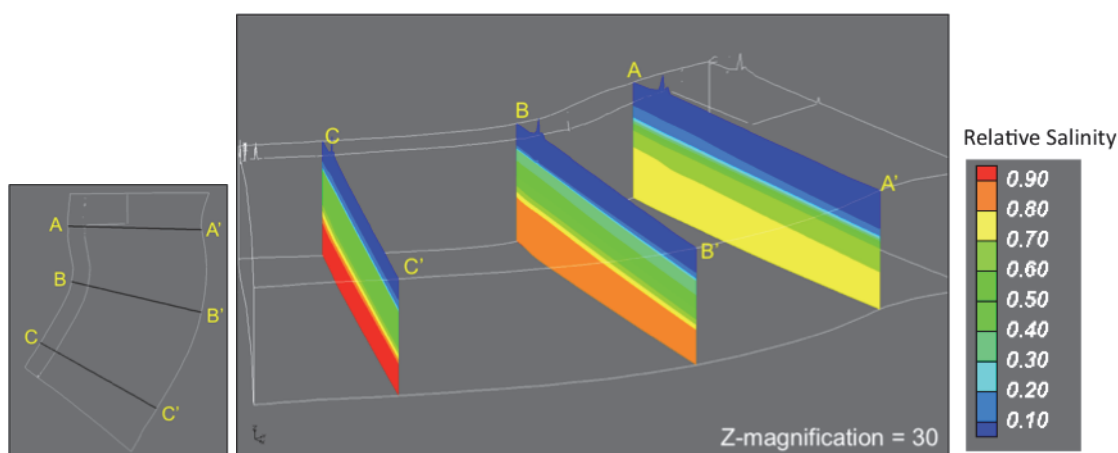 A
A'
B
B'
C
C'
A
B
C
A'
B'
C'
Z-magnification = 30
Relative Salinity
0.90
0.80
0.70
0.60
0.50
0.40
0.30
0.20
0.10